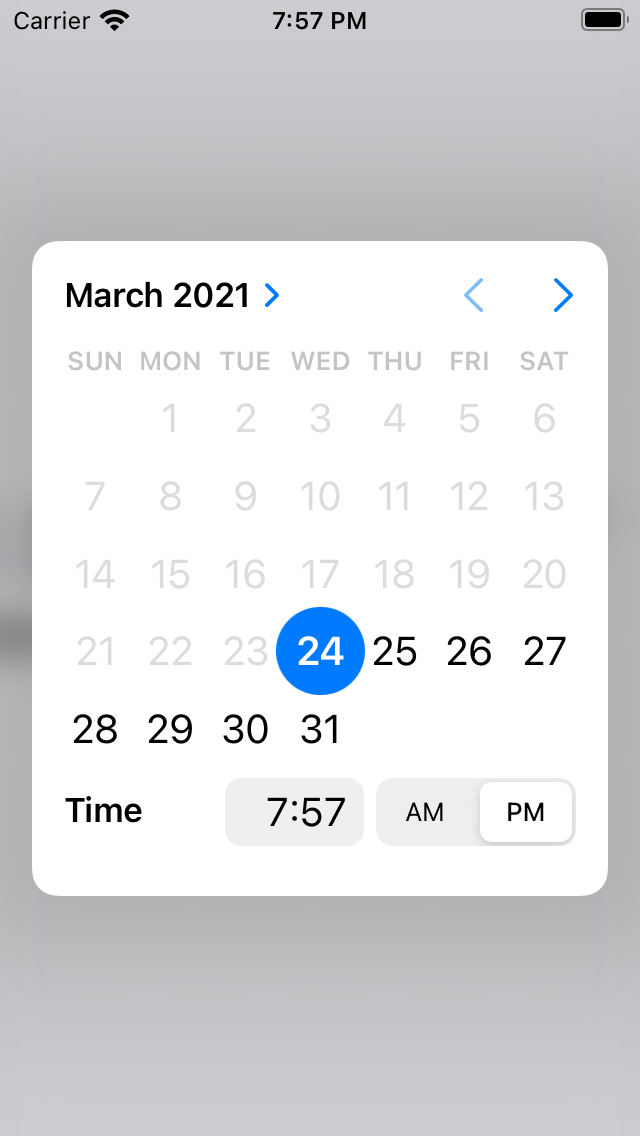 Carrier 7:57 PM
March 2021
SUN MON TUE WED THU FRI SAT
1 2 3 4 5 6
7 8 9 10 11 12 13
14 15 16 17 18 19 20
21 22 23 24 25 26 27
28 29 30 31
Time 7:57 AM PM